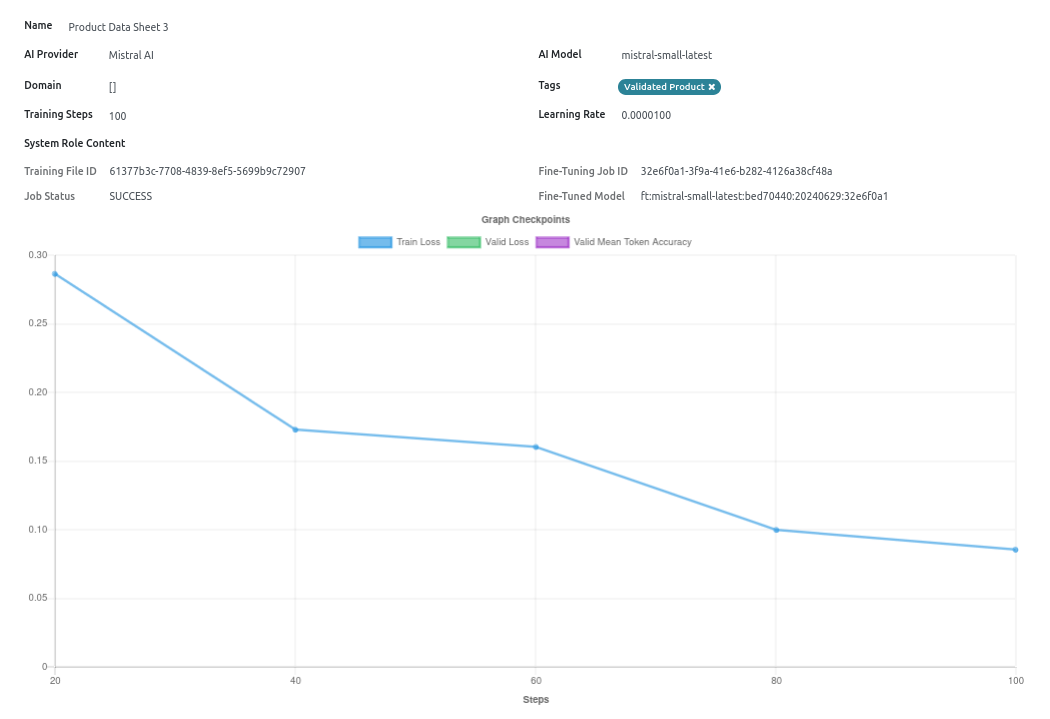 Name Product Data Sheet 3
AI Provider Mistral AI AI Model mistral-small-latest
Domain [] Tags Validated Product ✖
Training Steps 100 Learning Rate 0.0000100
System Role Content
Training File ID 61377b3c-7708-4839-8ef5-5699b9c72907 Fine-Tuning Job ID 32e6f0a1-3f9a-41e6-b282-4126a38cf48a
Job Status SUCCESS Fine-Tuned Model ft:mistral-small-latest:bed70440:20240629:32e6f0a1
Graph Checkpoints
Train Loss Valid Loss Valid Mean Token Accuracy
0.30
0.25
0.20
0.15
0.10
0.05
0
20 40 60 80 100
Steps